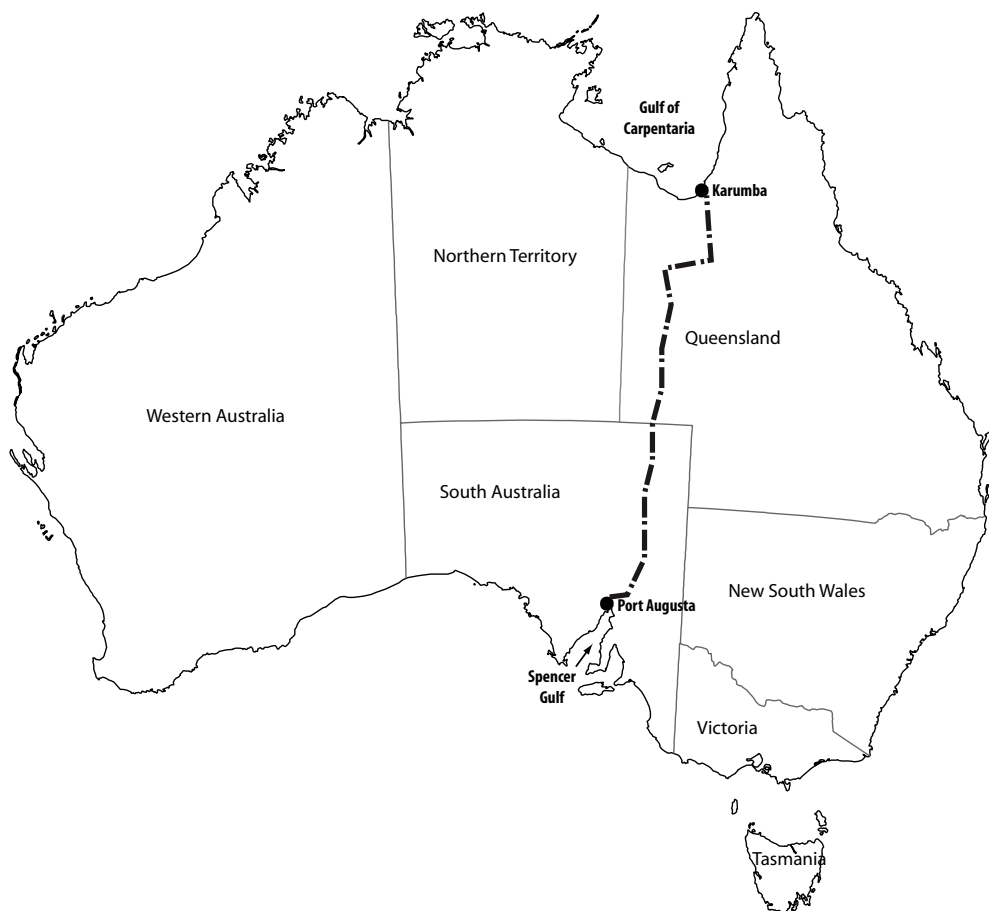 Gulf of
Carpentaria
Karumba
Northern Territory
Queensland
Western Australia
South Australia
New South Wales
Port Augusta
Spencer
Gulf
Victoria
Tasmania